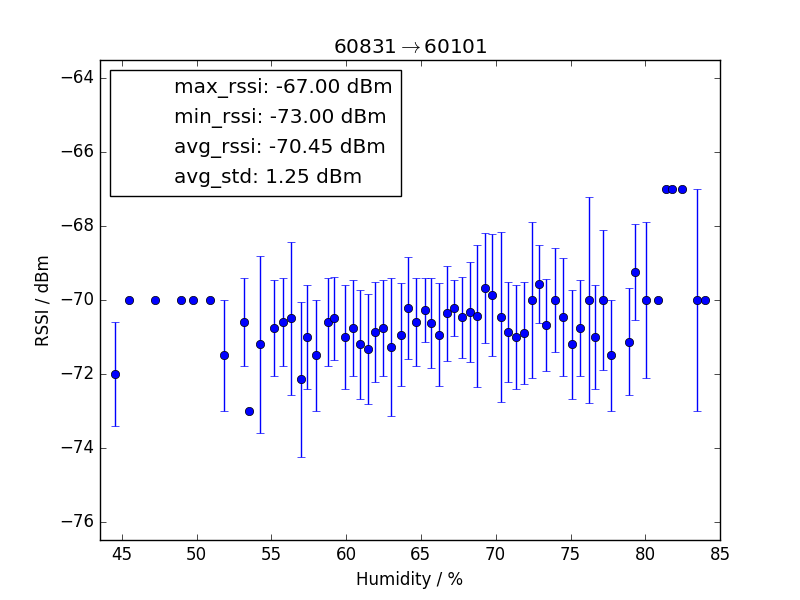 60831→60101
max_rssi: -67.00 dBm
min_rssi: -73.00 dBm
avg_rssi: -70.45 dBm
avg_std: 1.25 dBm
−64
−66
−68
−70
−72
−74
−76
RSSI / dBm
45 50 55 60 65 70 75 80 85
Humidity / %